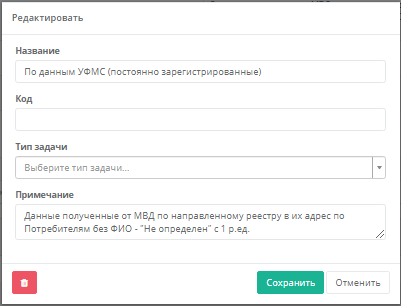 Редактировать
Название
По данным УФМС (постоянно зарегистрированные)
Код
Тип задачи
Выберите тип задачи...
Примечание
Данные полученные от МВД по направленному реестру в их адрес по
Потребителям без ФИО - "Не определен" с 1 р.ед.
Сохранить
Отменить